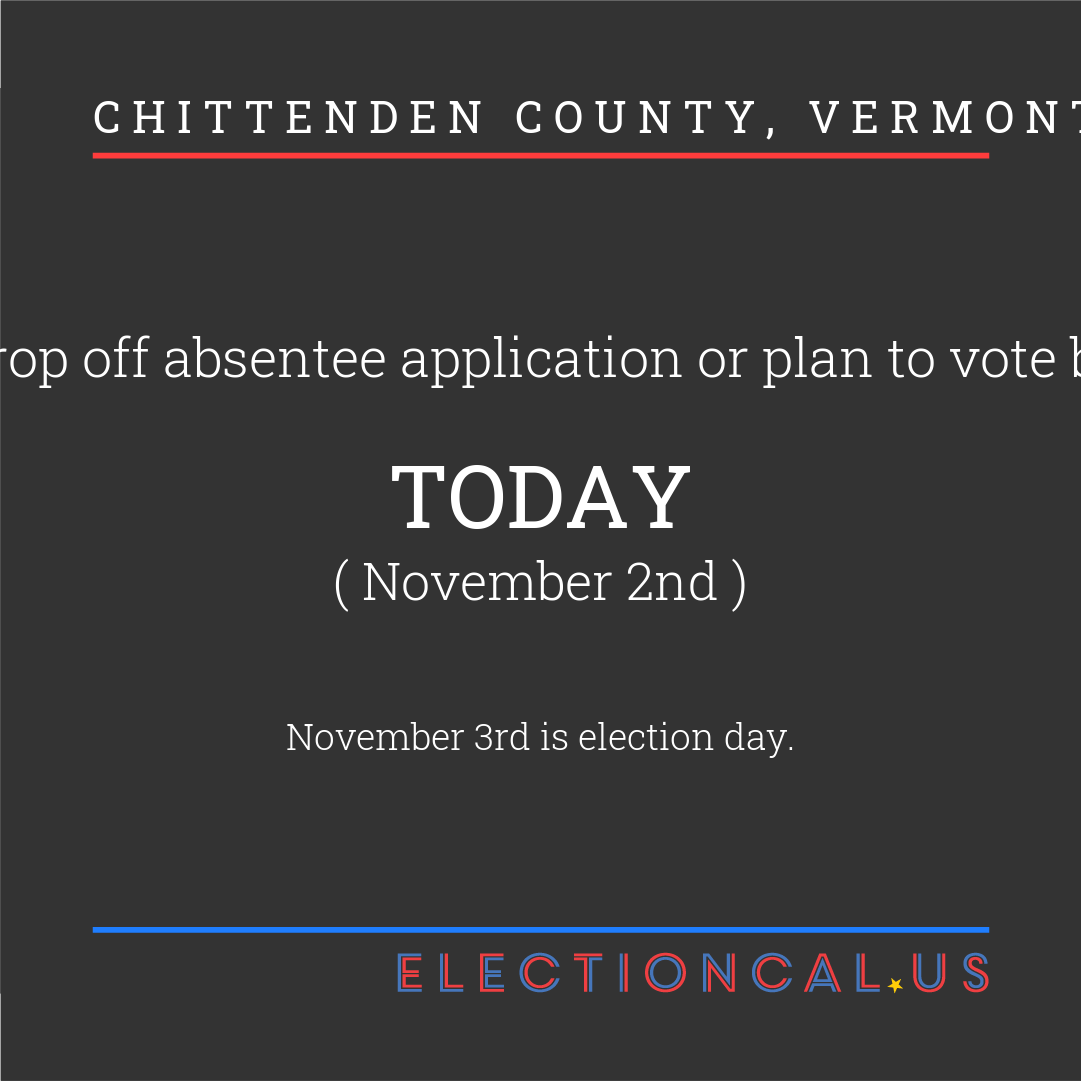 CHITTENDEN COUNTY, VERMONT
rop off absentee application or plan to vote b
TODAY
( November 2nd )
November 3rd is election day.
ELECTIONCAL.US